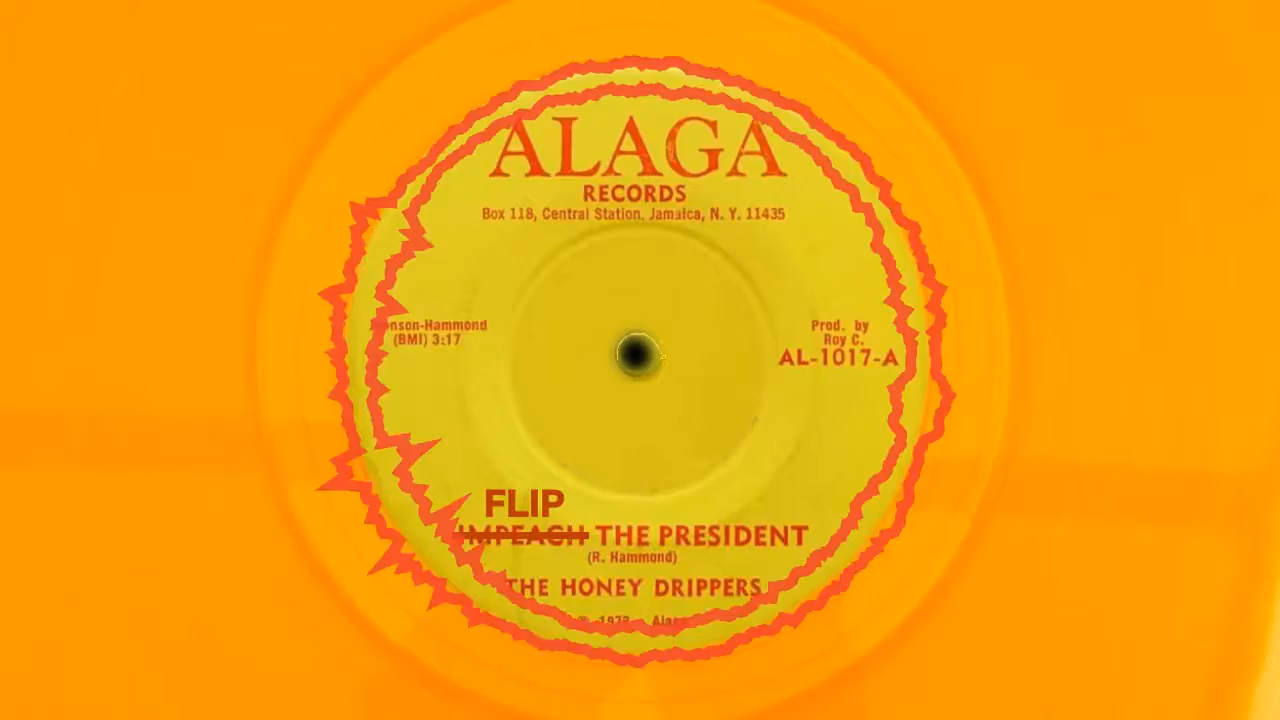 ALAGA
RECORDS
Box 118, Central Station, Jamaica, N. Y. 11435
Prod. by
Roy C.
AL-1017-A
(BMI) 3:17
FLIP
IMPEACH THE PRESIDENT
(R. Hammond)
THE HONEY DRIPPERS